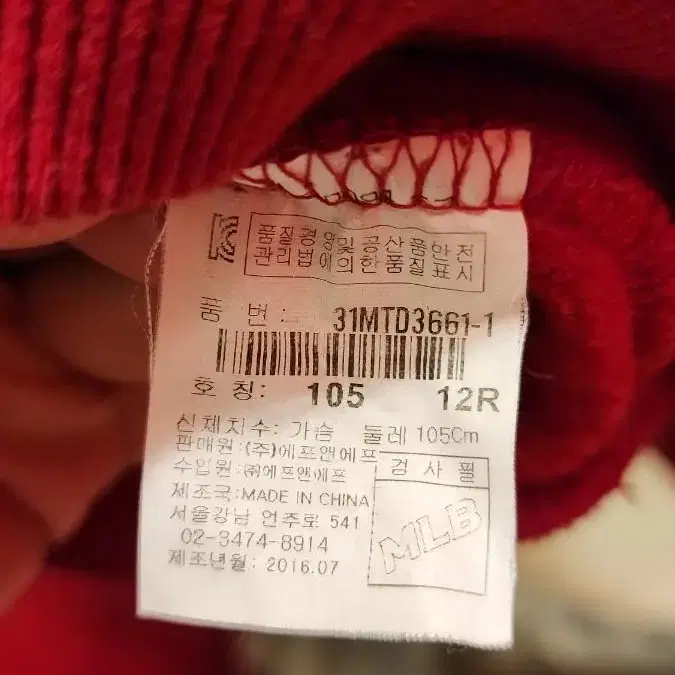 품질경영및공산품안전
관리법에의한품질표시
품 번: 31MTD3661-1
호칭: 105 12R
신체치수: 가슴 둘레 105Cm
판매원:(주)에프앤에프
수입원:㈜에프앤에프
제조국:MADE IN CHINA
서울강남 언주로 541
02-3474-8914
제조년월: 2016.07
검사필
MLB